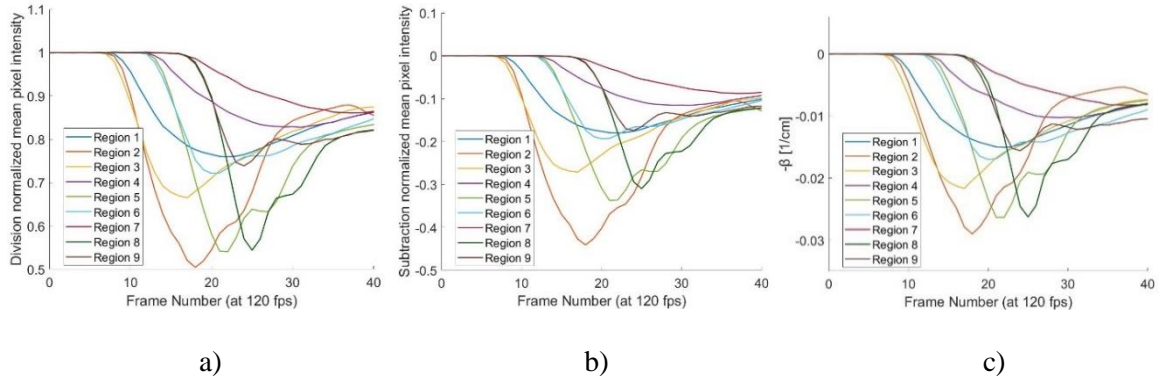 Division normalized mean pixel intensity
1.1
1
0.9
0.8
0.7
0.6
0.5
0
10
20
30
40
Frame Number (at 120 fps)
Region 1
Region 2
Region 3
Region 4
Region 5
Region 6
Region 7
Region 8
Region 9
Subtraction normalized mean pixel intensity
0.1
0
-0.1
-0.2
-0.3
-0.4
-0.5
0
10
20
30
40
Frame Number (at 120 fps)
Region 1
Region 2
Region 3
Region 4
Region 5
Region 6
Region 7
Region 8
Region 9
-β [1/cm]
0
-0.01
-0.02
-0.03
0
10
20
30
40
Frame Number (at 120 fps)
Region 1
Region 2
Region 3
Region 4
Region 5
Region 6
Region 7
Region 8
Region 9
a)
b)
c)